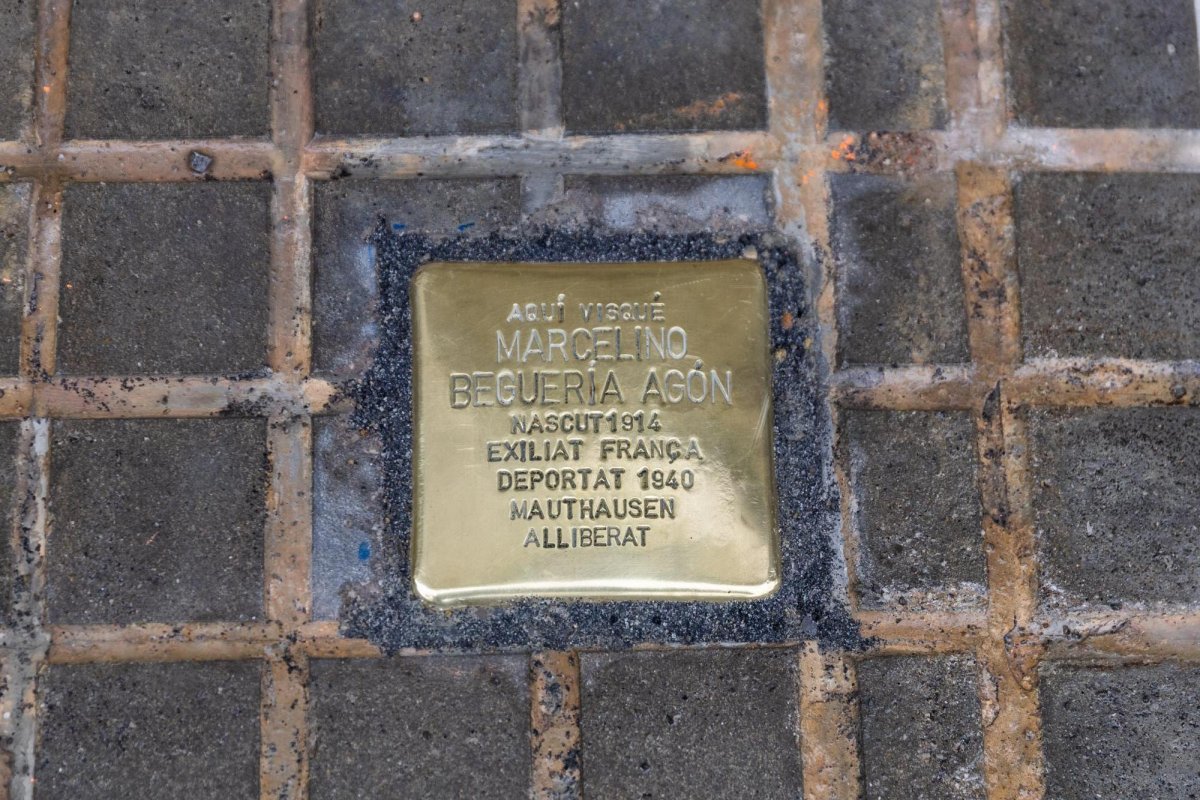 AQUÍ VISQUÉ
MARCELINO
BEGUERÍA AGÓN
NASCUT 1914
EXILIAT FRANÇA
DEPORTAT 1940
MAUTHAUSEN
ALLIBERAT